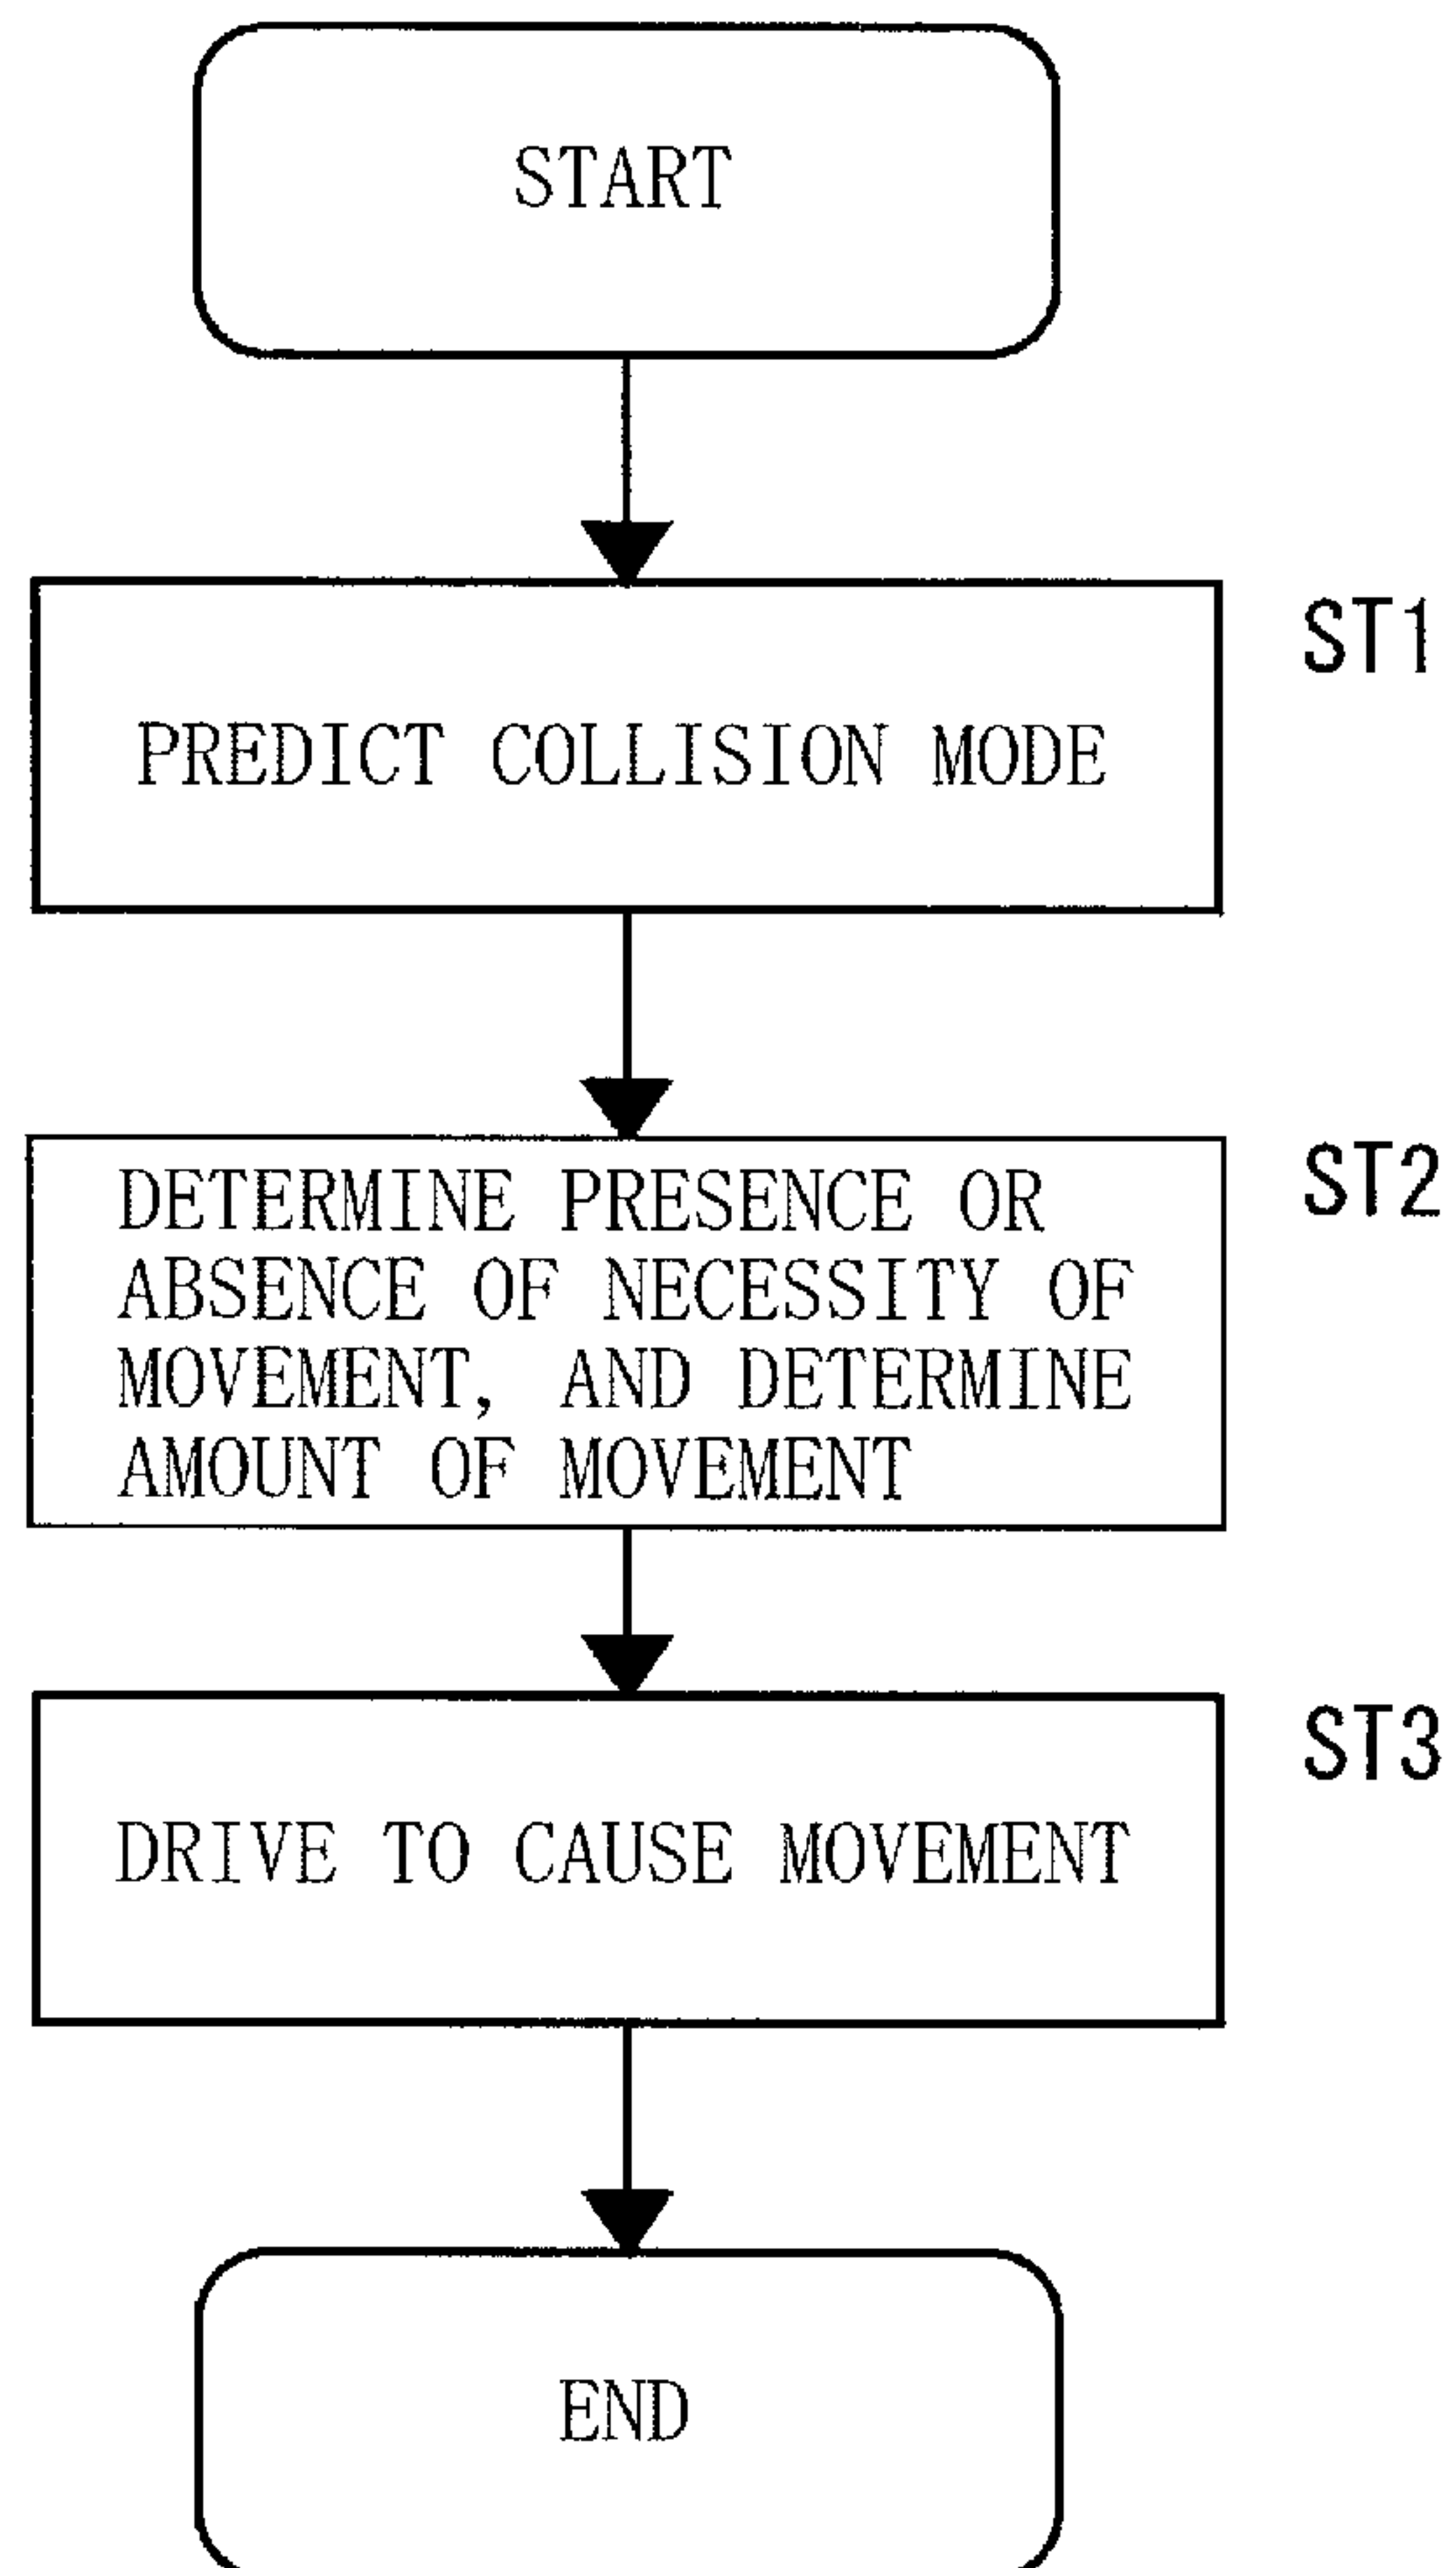 START
ST1
PREDICT COLLISION MODE
ST2
DETERMINE PRESENCE OR
ABSENCE OF NECESSITY OF
MOVEMENT, AND DETERMINE
AMOUNT OF MOVEMENT
ST3
DRIVE TO CAUSE MOVEMENT
END